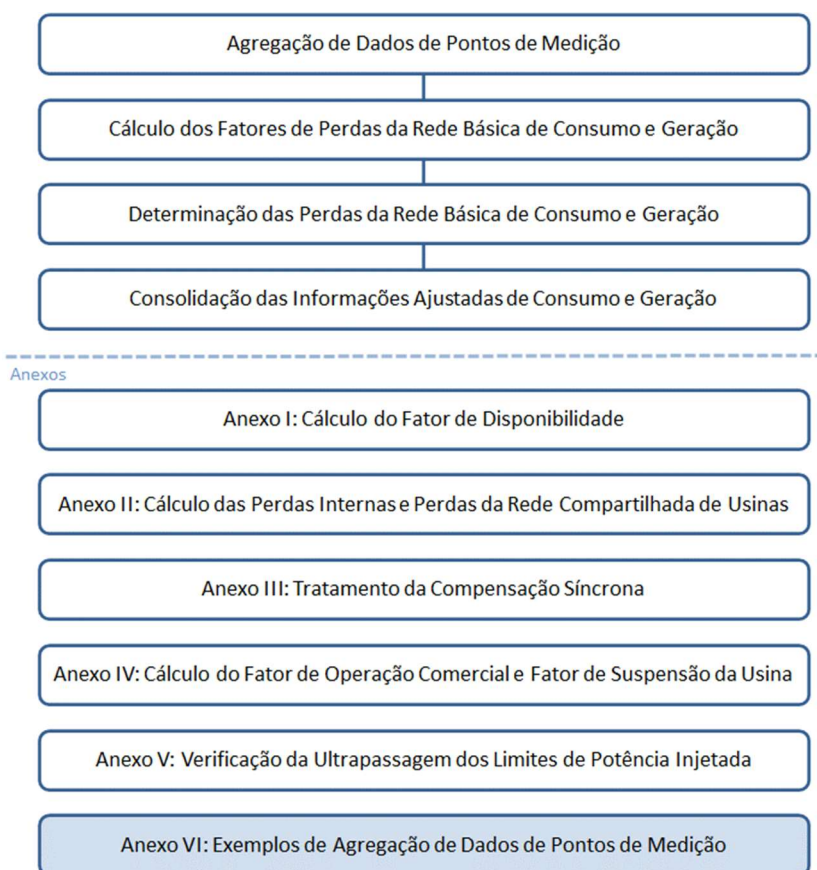 Agregação de Dados de Pontos de Medição
Cálculo dos Fatores de Perdas da Rede Básica de Consumo e Geração
Determinação das Perdas da Rede Básica de Consumo e Geração
Consolidação das Informações Ajustadas de Consumo e Geração
Anexos
Anexo I: Cálculo do Fator de Disponibilidade
Anexo II: Cálculo das Perdas Internas e Perdas da Rede Compartilhada de Usinas
Anexo III: Tratamento da Compensação Síncrona
Anexo IV: Cálculo do Fator de Operação Comercial e Fator de Suspensão da Usina
Anexo V: Verificação da Ultrapassagem dos Limites de Potência Injetada
Anexo VI: Exemplos de Agregação de Dados de Pontos de Medição